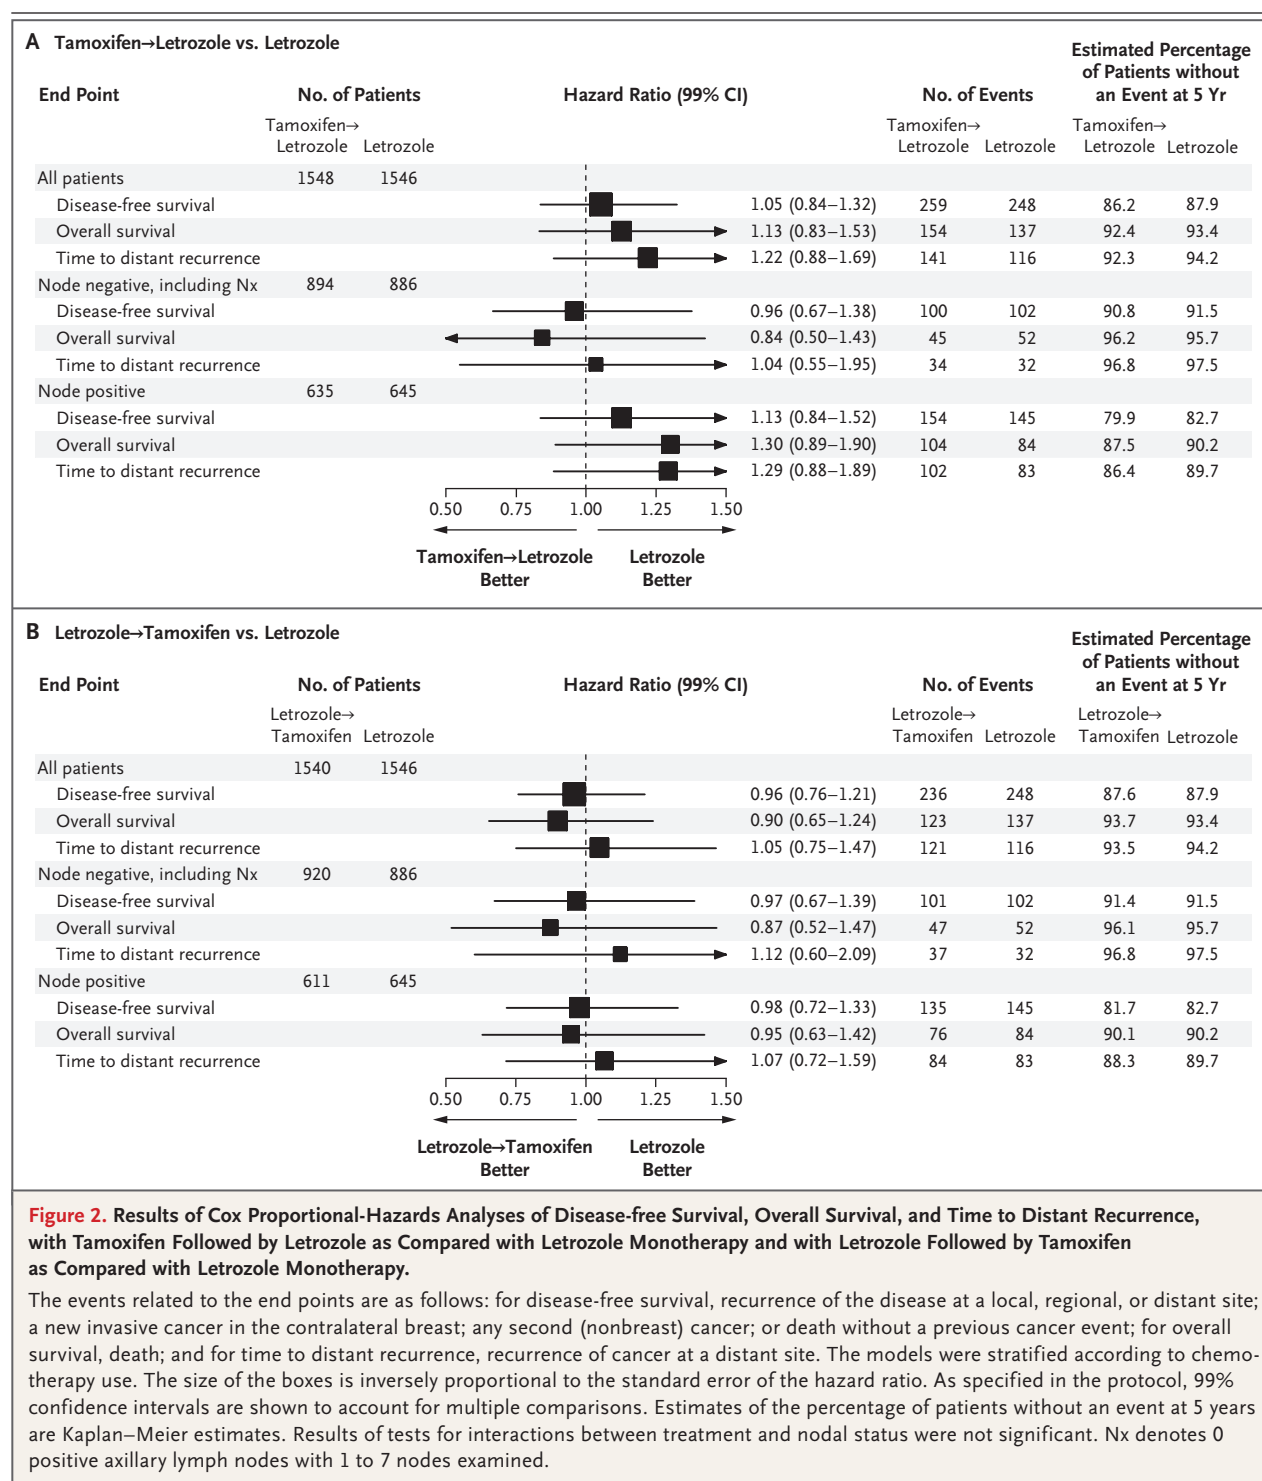 A Tamoxifen→Letrozole vs. Letrozole
End Point No. of Patients Hazard Ratio (99% CI) No. of Events Estimated Percentage of Patients without an Event at 5 Yr
Tamoxifen→Letrozole Letrozole Tamoxifen→Letrozole Letrozole Tamoxifen→Letrozole Letrozole
All patients 1548 1546
Disease-free survival 1.05 (0.84–1.32) 259 248 86.2 87.9
Overall survival 1.13 (0.83–1.53) 154 137 92.4 93.4
Time to distant recurrence 1.22 (0.88–1.69) 141 116 92.3 94.2
Node negative, including Nx 894 886
Disease-free survival 0.96 (0.67–1.38) 100 102 90.8 91.5
Overall survival 0.84 (0.50–1.43) 45 52 96.2 95.7
Time to distant recurrence 1.04 (0.55–1.95) 34 32 96.8 97.5
Node positive 635 645
Disease-free survival 1.13 (0.84–1.52) 154 145 79.9 82.7
Overall survival 1.30 (0.89–1.90) 104 84 87.5 90.2
Time to distant recurrence 1.29 (0.88–1.89) 102 83 86.4 89.7
0.50 0.75 1.00 1.25 1.50
Tamoxifen→Letrozole Better Letrozole Better
B Letrozole→Tamoxifen vs. Letrozole
End Point No. of Patients Hazard Ratio (99% CI) No. of Events Estimated Percentage of Patients without an Event at 5 Yr
Letrozole→Tamoxifen Letrozole Letrozole→Tamoxifen Letrozole Letrozole→Tamoxifen Letrozole
All patients 1540 1546
Disease-free survival 0.96 (0.76–1.21) 236 248 87.6 87.9
Overall survival 0.90 (0.65–1.24) 123 137 93.7 93.4
Time to distant recurrence 1.05 (0.75–1.47) 121 116 93.5 94.2
Node negative, including Nx 920 886
Disease-free survival 0.97 (0.67–1.39) 101 102 91.4 91.5
Overall survival 0.87 (0.52–1.47) 47 52 96.1 95.7
Time to distant recurrence 1.12 (0.60–2.09) 37 32 96.8 97.5
Node positive 611 645
Disease-free survival 0.98 (0.72–1.33) 135 145 81.7 82.7
Overall survival 0.95 (0.63–1.42) 76 84 90.1 90.2
Time to distant recurrence 1.07 (0.72–1.59) 84 83 88.3 89.7
0.50 0.75 1.00 1.25 1.50
Letrozole→Tamoxifen Better Letrozole Better
Figure 2. Results of Cox Proportional-Hazards Analyses of Disease-free Survival, Overall Survival, and Time to Distant Recurrence,
with Tamoxifen Followed by Letrozole as Compared with Letrozole Monotherapy and with Letrozole Followed by Tamoxifen
as Compared with Letrozole Monotherapy.
The events related to the end points are as follows: for disease-free survival, recurrence of the disease at a local, regional, or distant site;
a new invasive cancer in the contralateral breast; any second (nonbreast) cancer; or death without a previous cancer event; for overall
survival, death; and for time to distant recurrence, recurrence of cancer at a distant site. The models were stratified according to chemo-
therapy use. The size of the boxes is inversely proportional to the standard error of the hazard ratio. As specified in the protocol, 99%
confidence intervals are shown to account for multiple comparisons. Estimates of the percentage of patients without an event at 5 years
are Kaplan–Meier estimates. Results of tests for interactions between treatment and nodal status were not significant. Nx denotes 0
positive axillary lymph nodes with 1 to 7 nodes examined.